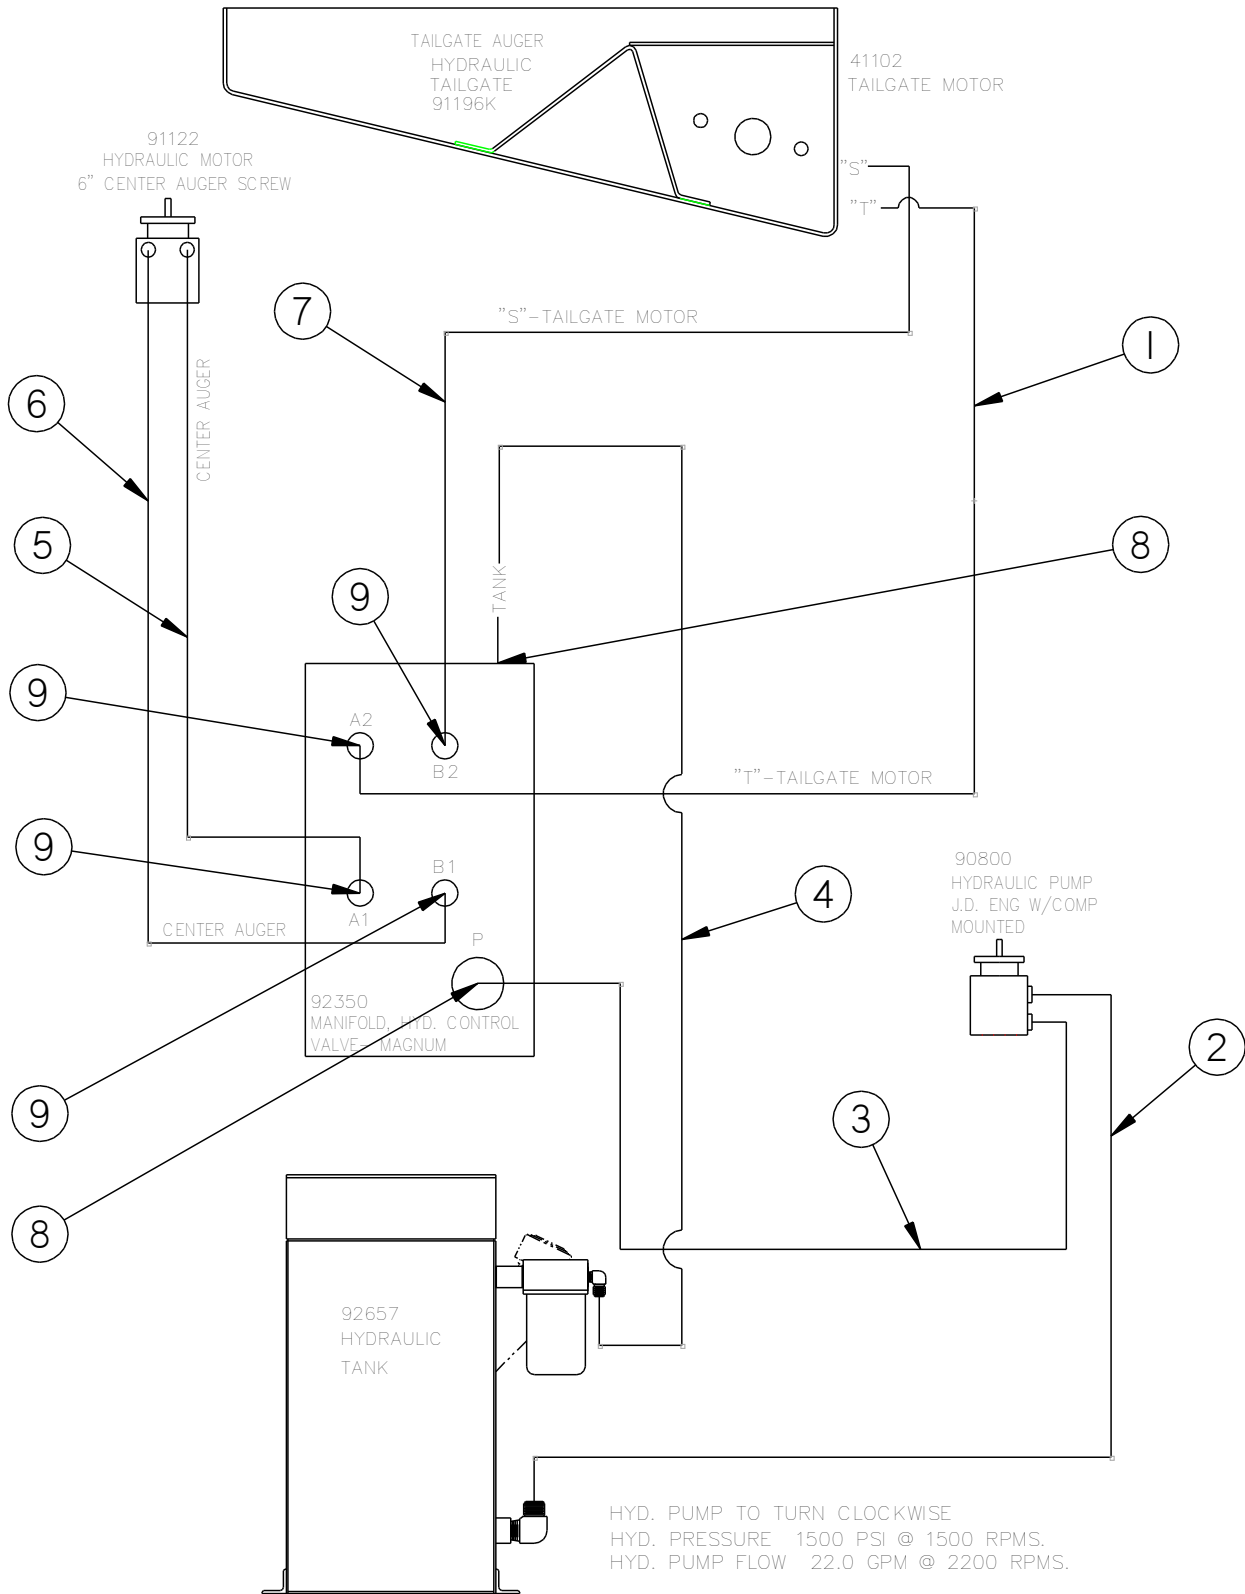 TAILGATE AUGER
HYDRAULIC
TAILGATE
91196K
41102
TAILGATE MOTOR
91122
HYDRAULIC MOTOR
6" CENTER AUGER SCREW
"S"
"T"
7
"S"-TAILGATE MOTOR
1
6
CENTER AUGER
5
9
TANK
8
9
A2
B2
"T"-TAILGATE MOTOR
9
B1
A1
CENTER AUGER
P
4
90800
HYDRAULIC PUMP
J.D. ENG W/COMP
MOUNTED
92350
MANIFOLD, HYD. CONTROL
VALVE- MAGNUM
2
9
3
8
92657
HYDRAULIC
TANK
HYD. PUMP TO TURN CLOCKWISE
HYD. PRESSURE 1500 PSI @ 1500 RPMS.
HYD. PUMP FLOW 22.0 GPM @ 2200 RPMS.